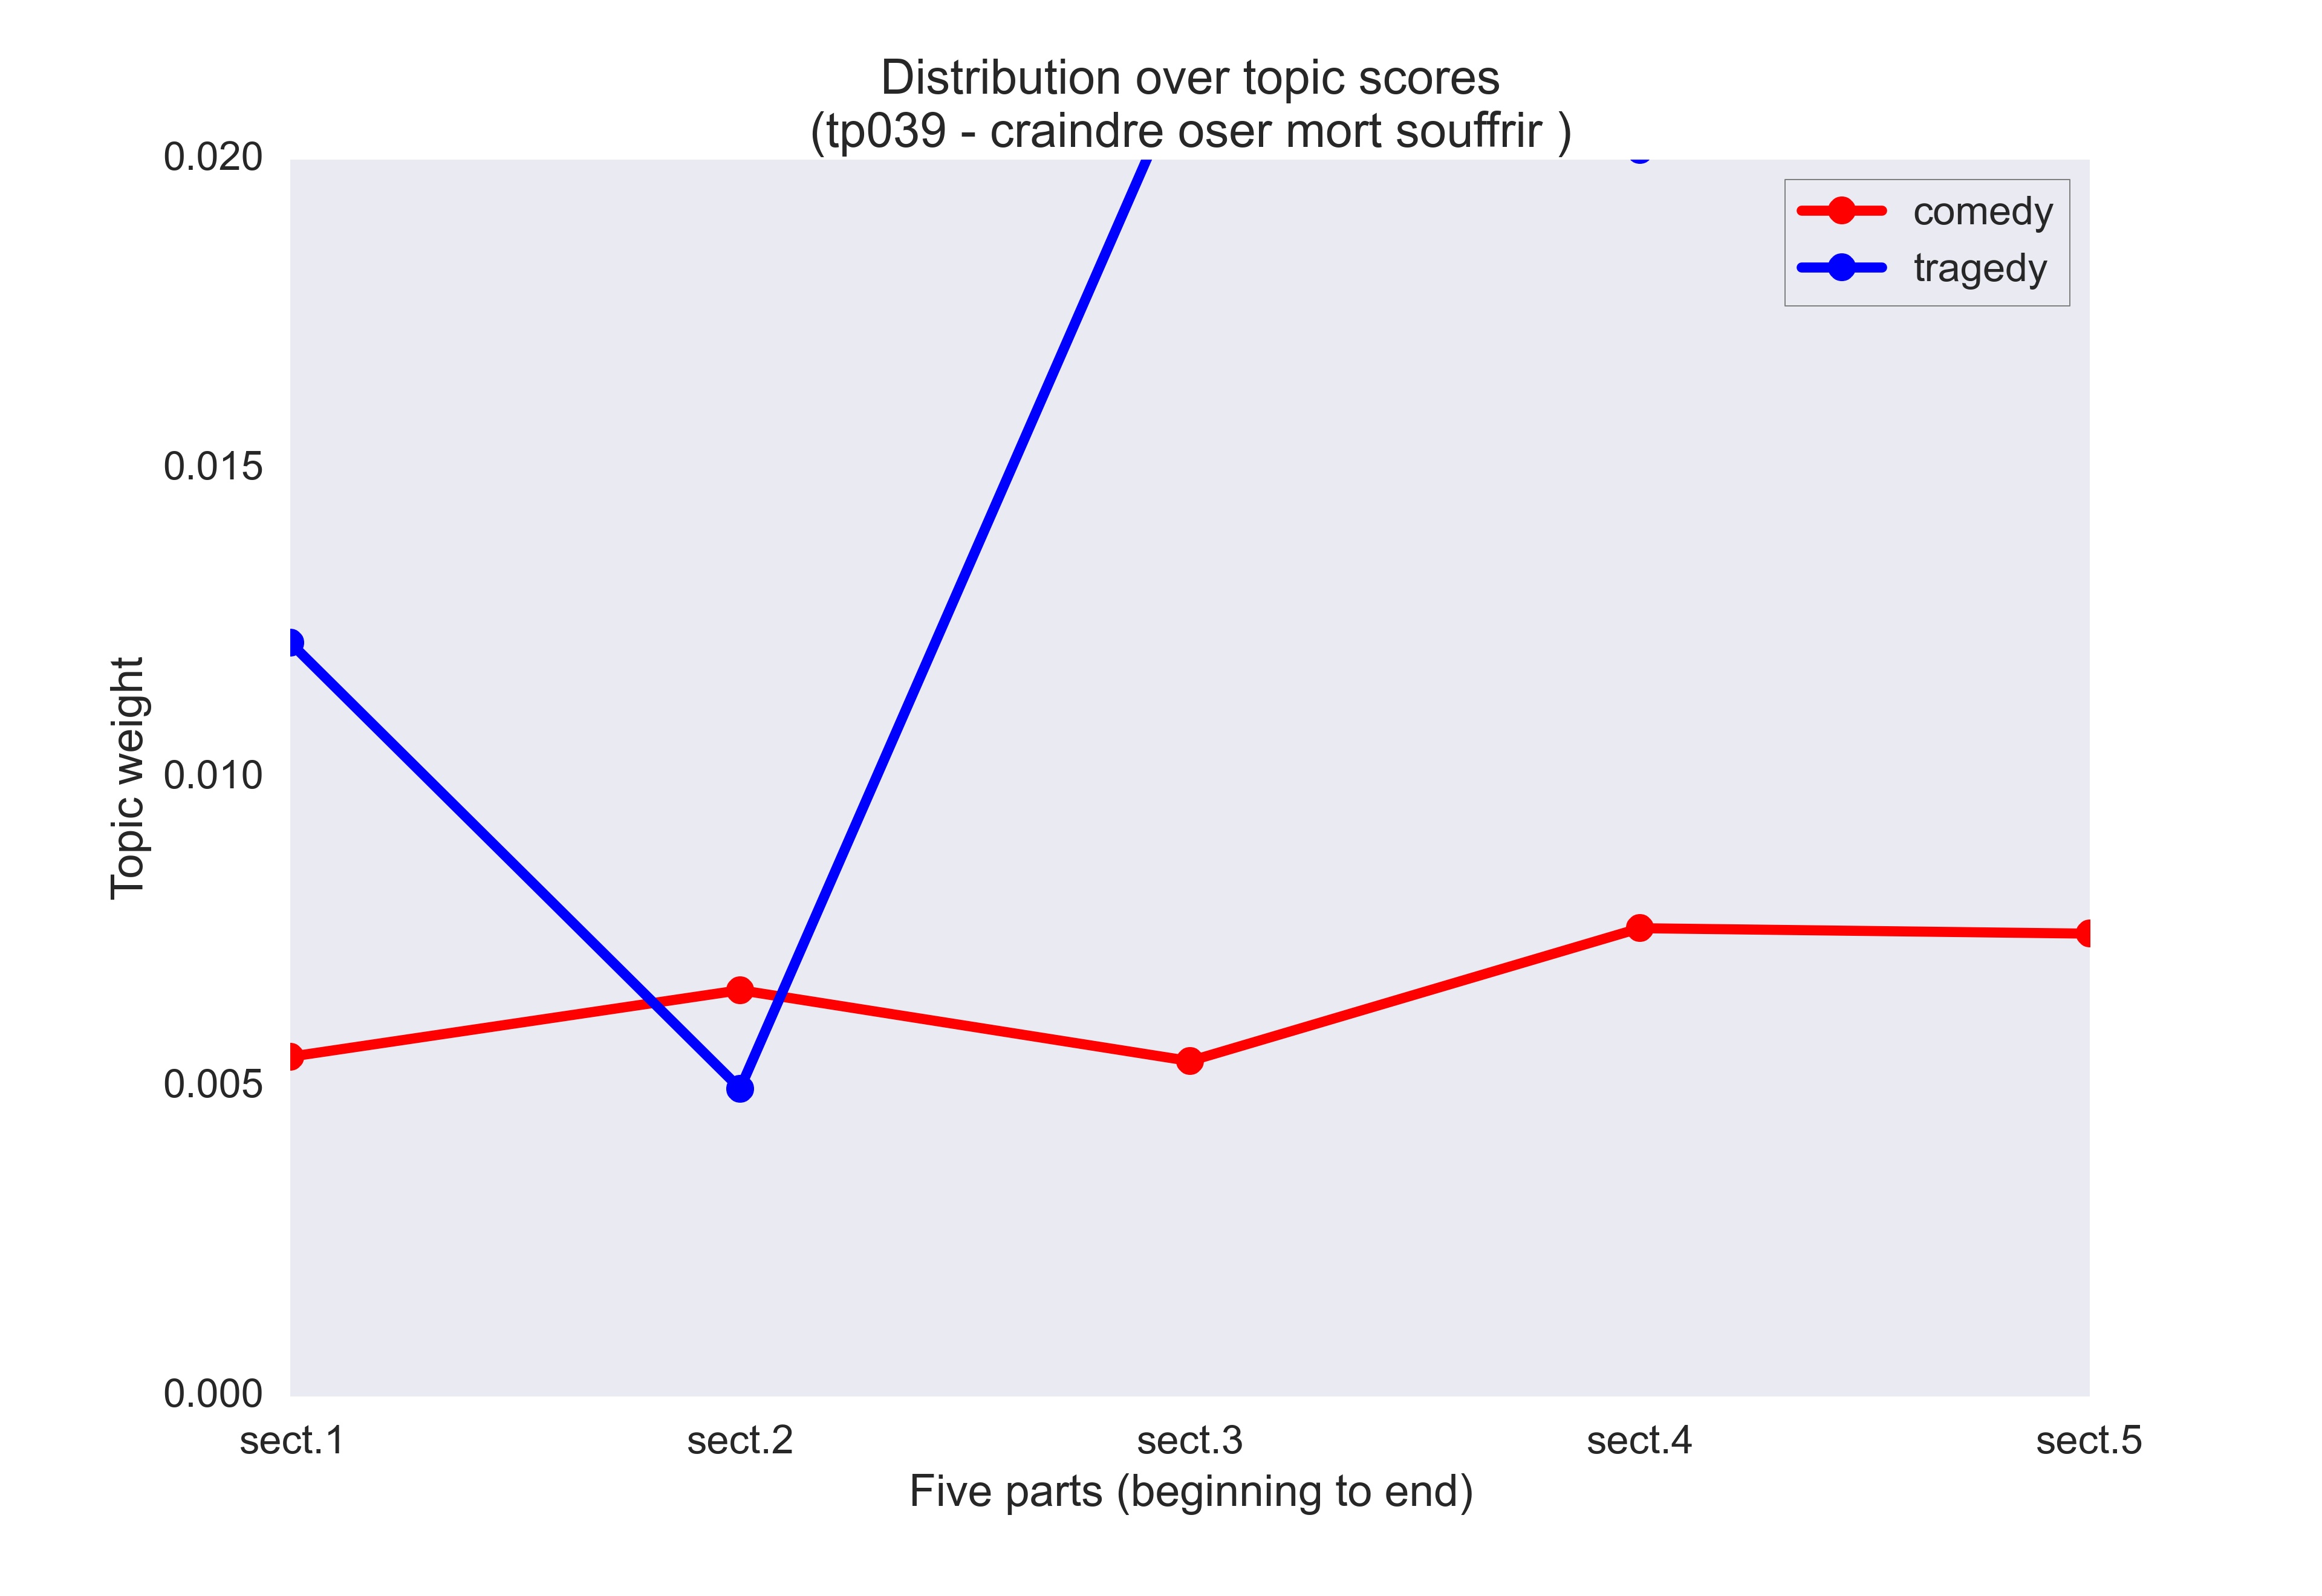 Distribution over topic scores
(tp039 - craindre oser mort souffrir )
0.020
0.015
0.010
0.005
0.000
Topic weight
comedy
tragedy
sect.1 sect.2 sect.3 sect.4 sect.5
Five parts (beginning to end)